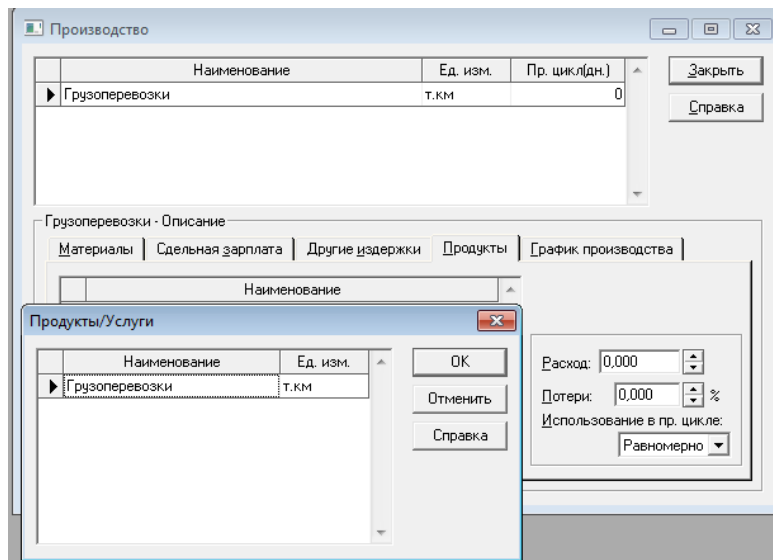 Производство
Наименование Ед. изм. Пр. цикл(дн.)
Грузоперевозки т.км 0
Закрыть
Справка
Грузоперевозки - Описание
Материалы Сдельная зарплата Другие издержки Продукты График производства
Наименование
Продукты/Услуги
Наименование Ед. изм.
Грузоперевозки т.км
OK
Отменить
Справка
Расход: 0,000
Потери: 0,000 %
Использование в пр. цикле:
Равномерно